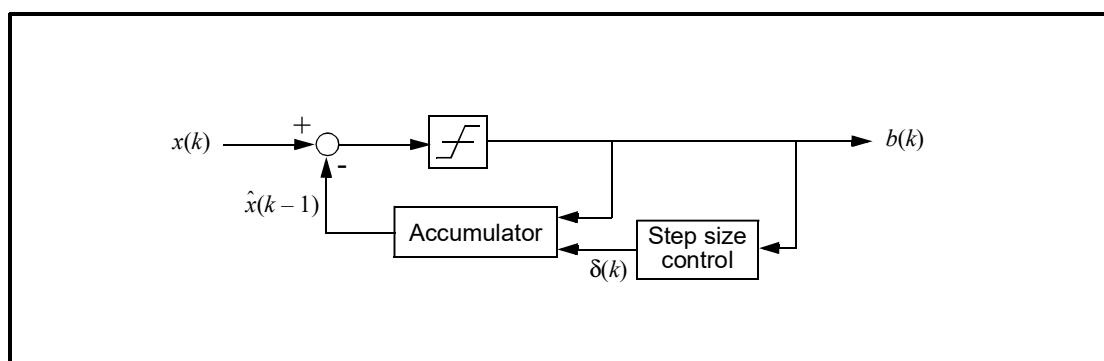 x(k)
+
-
b(k)
x̂(k – 1)
Accumulator
δ(k)
Step size
control